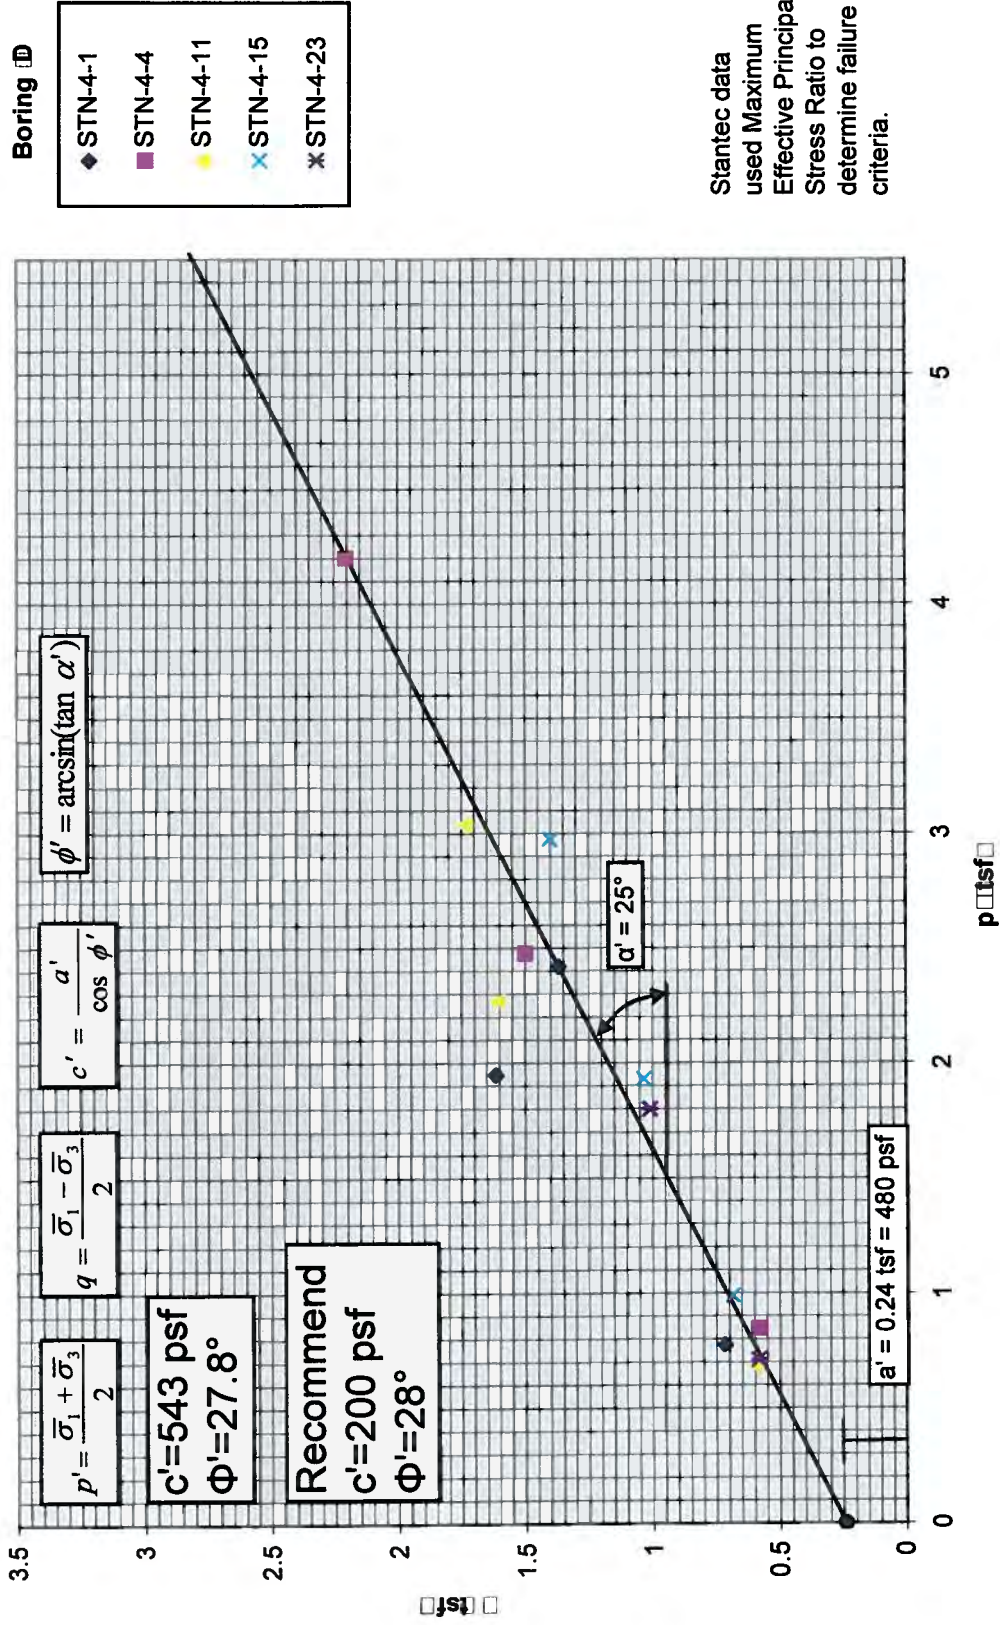 p' = (σ̅₁ + σ̅₃) / 2
q = (σ̅₁ − σ̅₃) / 2
c' = a' / cos ϕ'
ϕ' = arcsin(tan α')
c'=543 psf
Φ'=27.8°
Recommend
c'=200 psf
Φ'=28°
Boring
STN-4-1
STN-4-4
STN-4-11
STN-4-15
STN-4-23
3.5
3
2.5
2
1.5
1
0.5
0
0
1
2
3
4
5
α' = 25°
a' = 0.24 tsf = 480 psf
p tsf
tsf
Stantec data
used Maximum
Effective Principa
Stress Ratio to
determine failure
criteria.